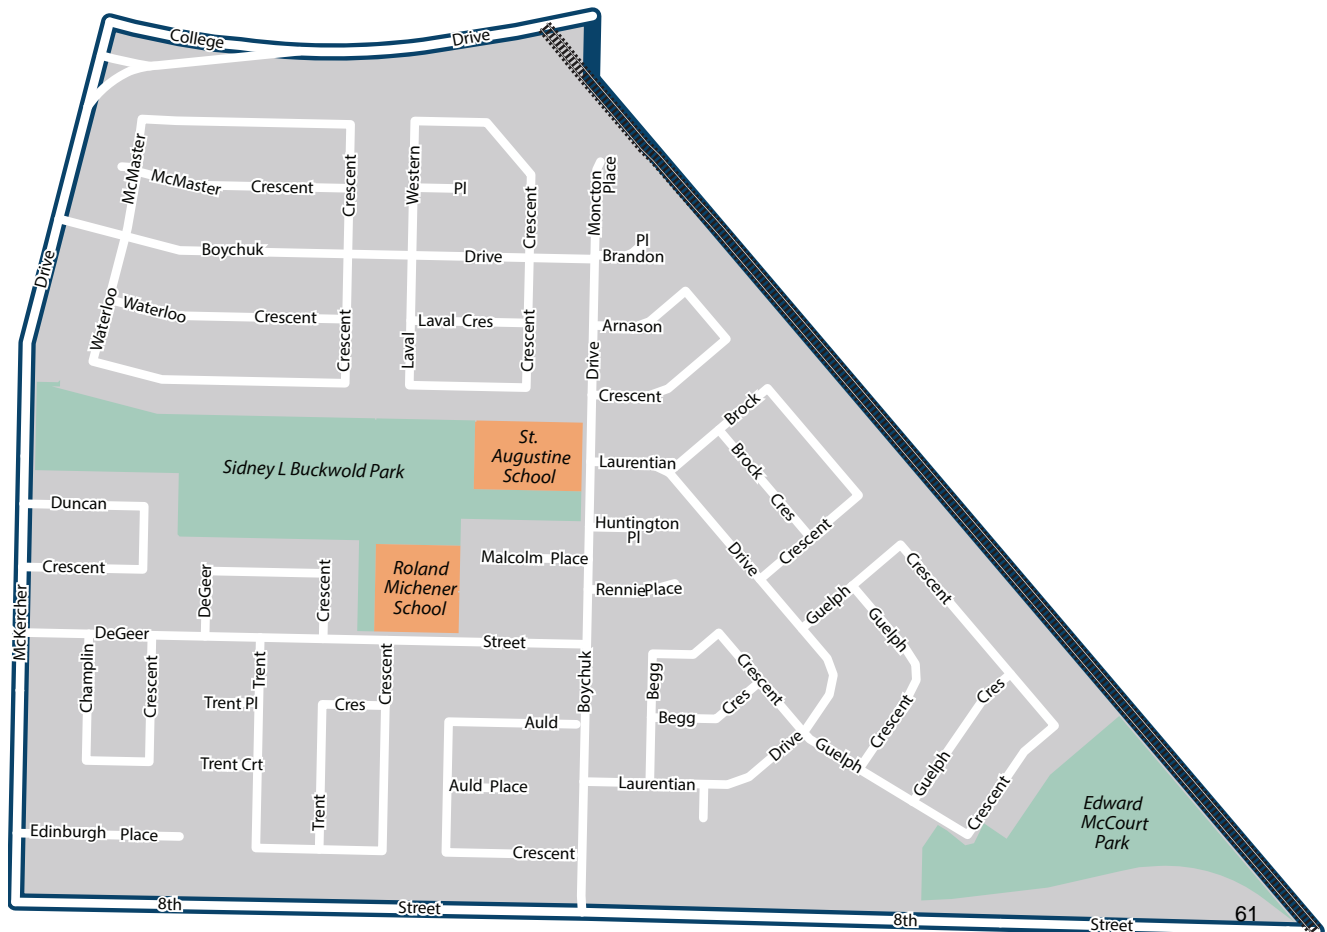 College
Drive
McMaster
McMaster
Crescent
Crescent
Western
Pl
Crescent
Moncton
Place
Boychuk
Drive
Pl
Brandon
Drive
Waterloo
Waterloo
Crescent
Crescent
Laval
Laval Cres
Crescent
Drive
Arnason
Crescent
Brock
Brock
Cres
Crescent
St.
Augustine
School
Sidney L Buckwold Park
Laurentian
Drive
Duncan
Crescent
Huntington
Pl
Malcolm Place
Rennie Place
Roland
Michener
School
DeGeer
Crescent
McKercher
DeGeer
Street
Guelph
Crescent
Guelph
Crescent
Cres
Guelph
Crescent
Guelph
Champlin
Crescent
Trent
Crescent
Trent Pl
Cres
Trent Crt
Trent
Boychuk
Begg
Crescent
Begg
Cres
Auld
Auld Place
Crescent
Laurentian
Drive
Edinburgh Place
Edward
McCourt
Park
8th
Street
8th
Street
61